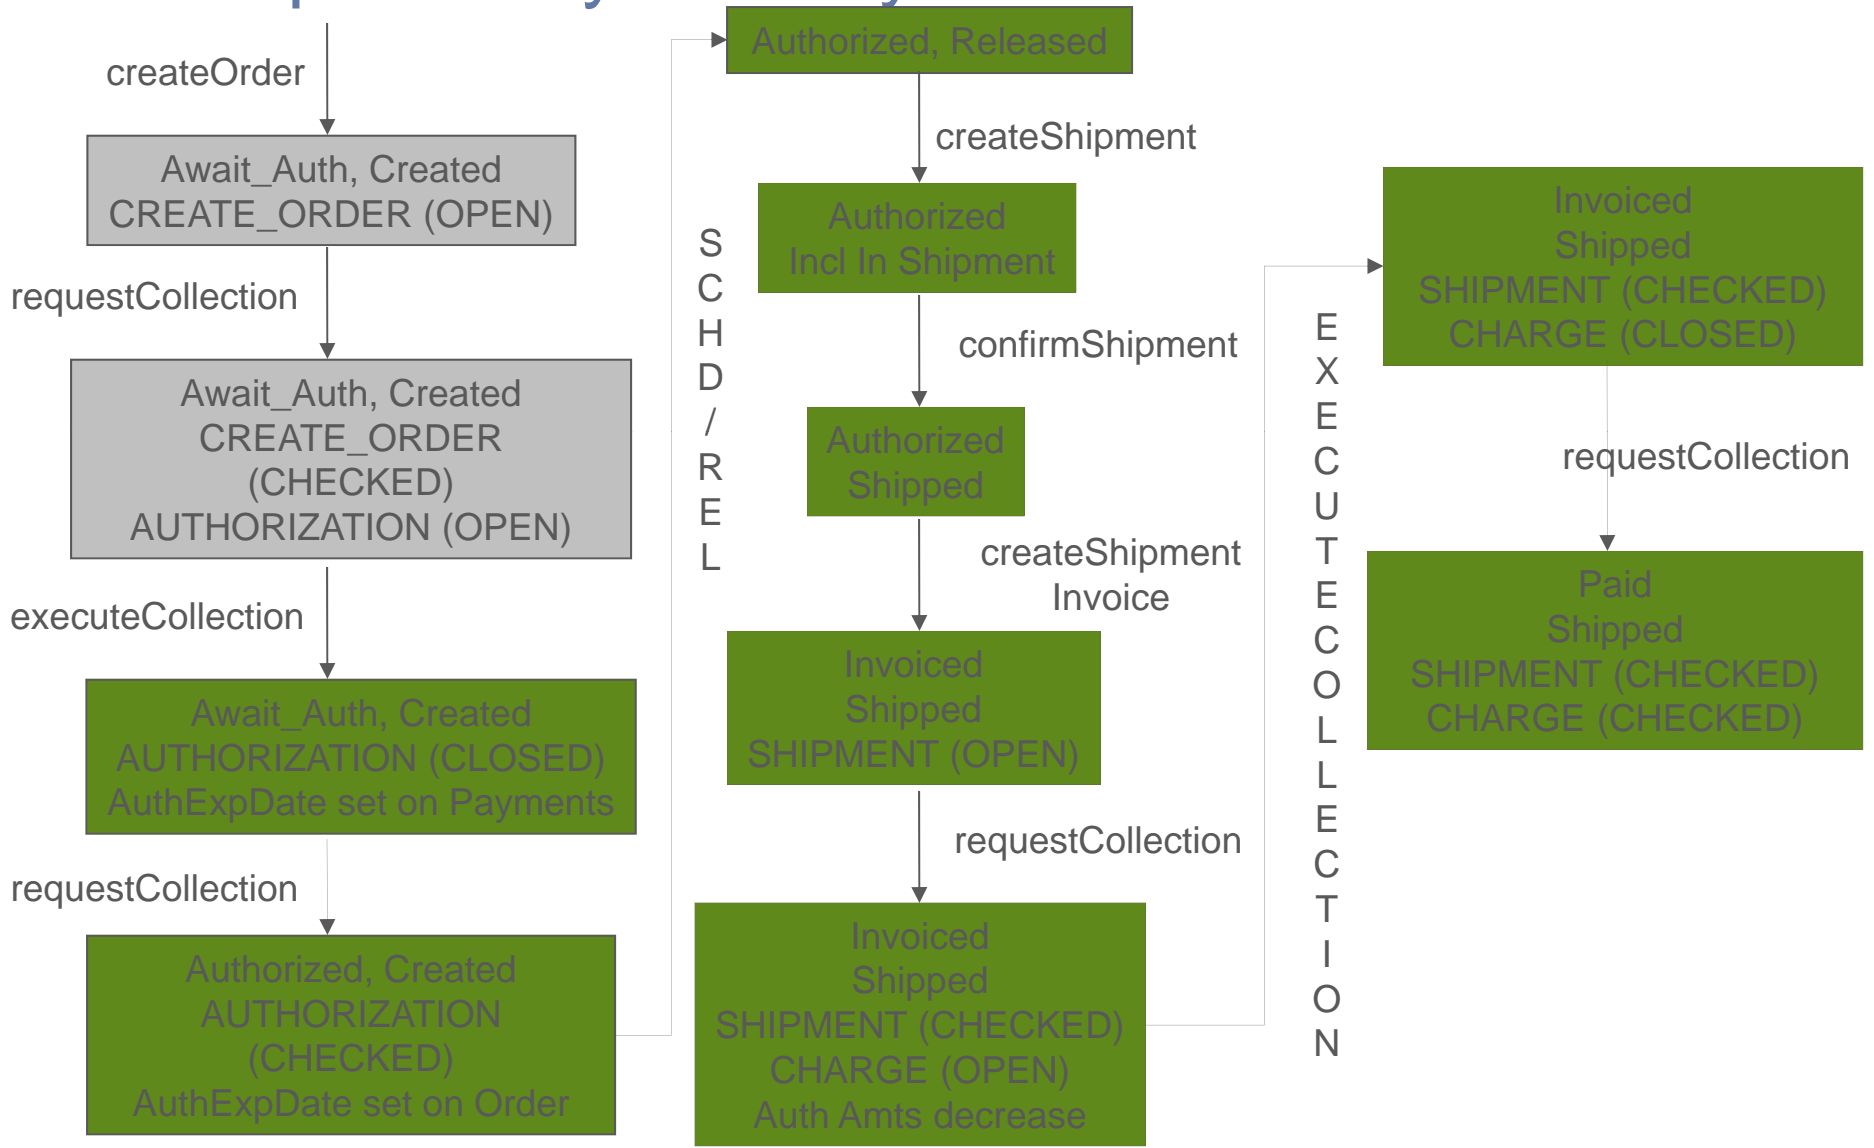 createOrder
Await_Auth, Created
CREATE_ORDER (OPEN)
requestCollection
Await_Auth, Created
CREATE_ORDER
(CHECKED)
AUTHORIZATION (OPEN)
executeCollection
Await_Auth, Created
AUTHORIZATION (CLOSED)
AuthExpDate set on Payments
requestCollection
Authorized, Created
AUTHORIZATION
(CHECKED)
AuthExpDate set on Order
S
C
H
D
/
R
E
L
Authorized, Released
createShipment
Authorized
Incl In Shipment
confirmShipment
Authorized
Shipped
createShipment
Invoice
Invoiced
Shipped
SHIPMENT (OPEN)
requestCollection
Invoiced
Shipped
SHIPMENT (CHECKED)
CHARGE (OPEN)
Auth Amts decrease
E
X
E
C
U
T
E
C
O
L
L
E
C
T
I
O
N
Invoiced
Shipped
SHIPMENT (CHECKED)
CHARGE (CLOSED)
requestCollection
Paid
Shipped
SHIPMENT (CHECKED)
CHARGE (CHECKED)